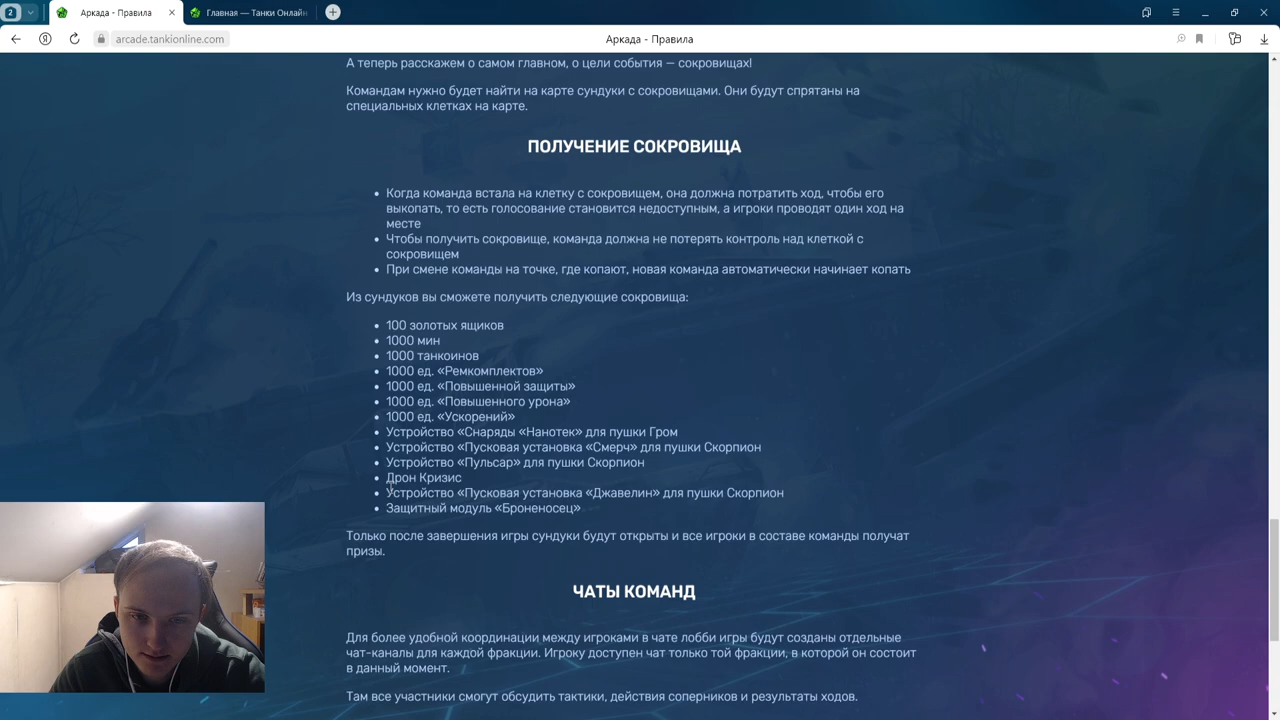 2
Аркада - Правила
Главная — Танки Онлайн
arcade.tankionline.com
Аркада - Правила
А теперь расскажем о самом главном, о цели события — сокровищах!
Командам нужно будет найти на карте сундуки с сокровищами. Они будут спрятаны на
специальных клетках на карте.
ПОЛУЧЕНИЕ СОКРОВИЩА
Когда команда встала на клетку с сокровищем, она должна потратить ход, чтобы его
выкопать, то есть голосование становится недоступным, а игроки проводят один ход на
месте
Чтобы получить сокровище, команда должна не потерять контроль над клеткой с
сокровищем
При смене команды на точке, где копают, новая команда автоматически начинает копать
Из сундуков вы сможете получить следующие сокровища:
100 золотых ящиков
1000 мин
1000 танкоинов
1000 ед. «Ремкомплектов»
1000 ед. «Повышенной защиты»
1000 ед. «Повышенного урона»
1000 ед. «Ускорений»
Устройство «Снаряды «Нанотек» для пушки Гром
Устройство «Пусковая установка «Смерч» для пушки Скорпион
Устройство «Пульсар» для пушки Скорпион
Дрон Кризис
Устройство «Пусковая установка «Джавелин» для пушки Скорпион
Защитный модуль «Броненосец»
Только после завершения игры сундуки будут открыты и все игроки в составе команды получат
призы.
ЧАТЫ КОМАНД
Для более удобной координации между игроками в чате лобби игры будут созданы отдельные
чат-каналы для каждой фракции. Игроку доступен чат только той фракции, в которой он состоит
в данный момент.
Там все участники смогут обсудить тактики, действия соперников и результаты ходов.